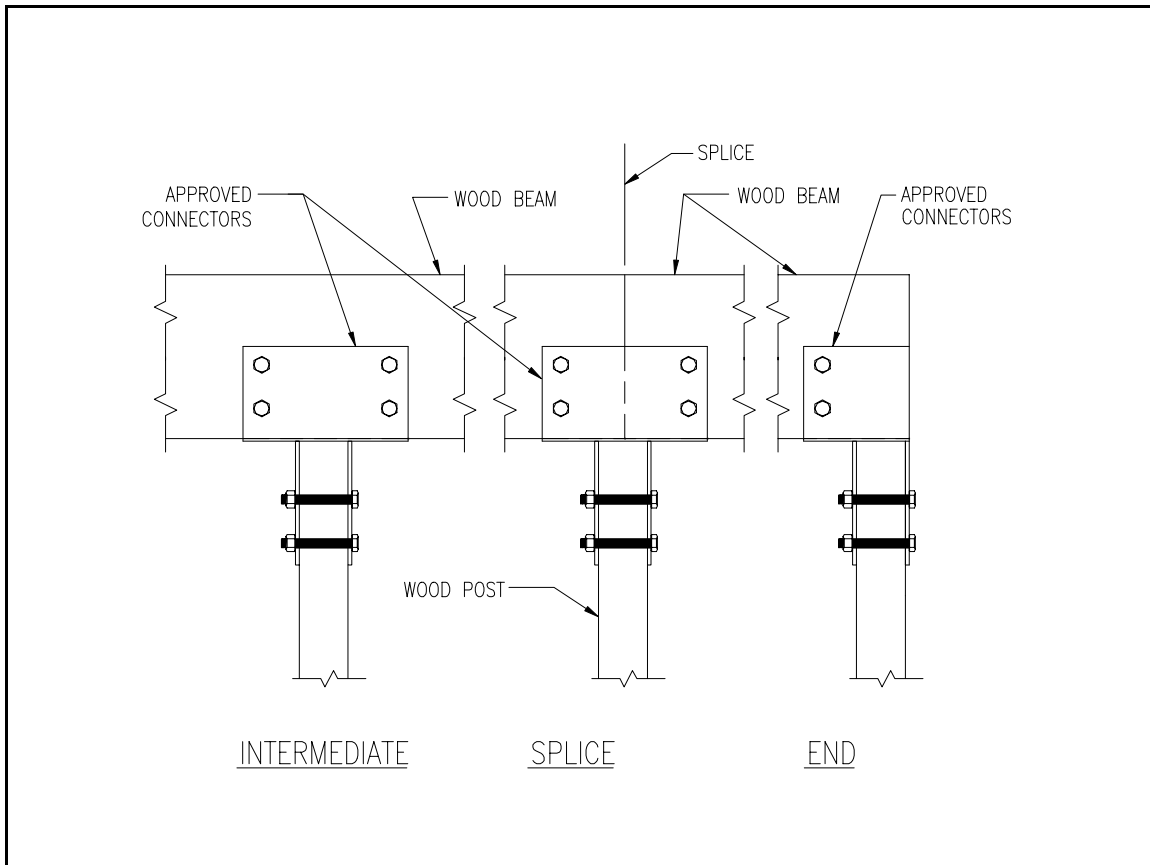 SPLICE
APPROVED
CONNECTORS
WOOD BEAM
WOOD BEAM
APPROVED
CONNECTORS
WOOD POST
INTERMEDIATE
SPLICE
END